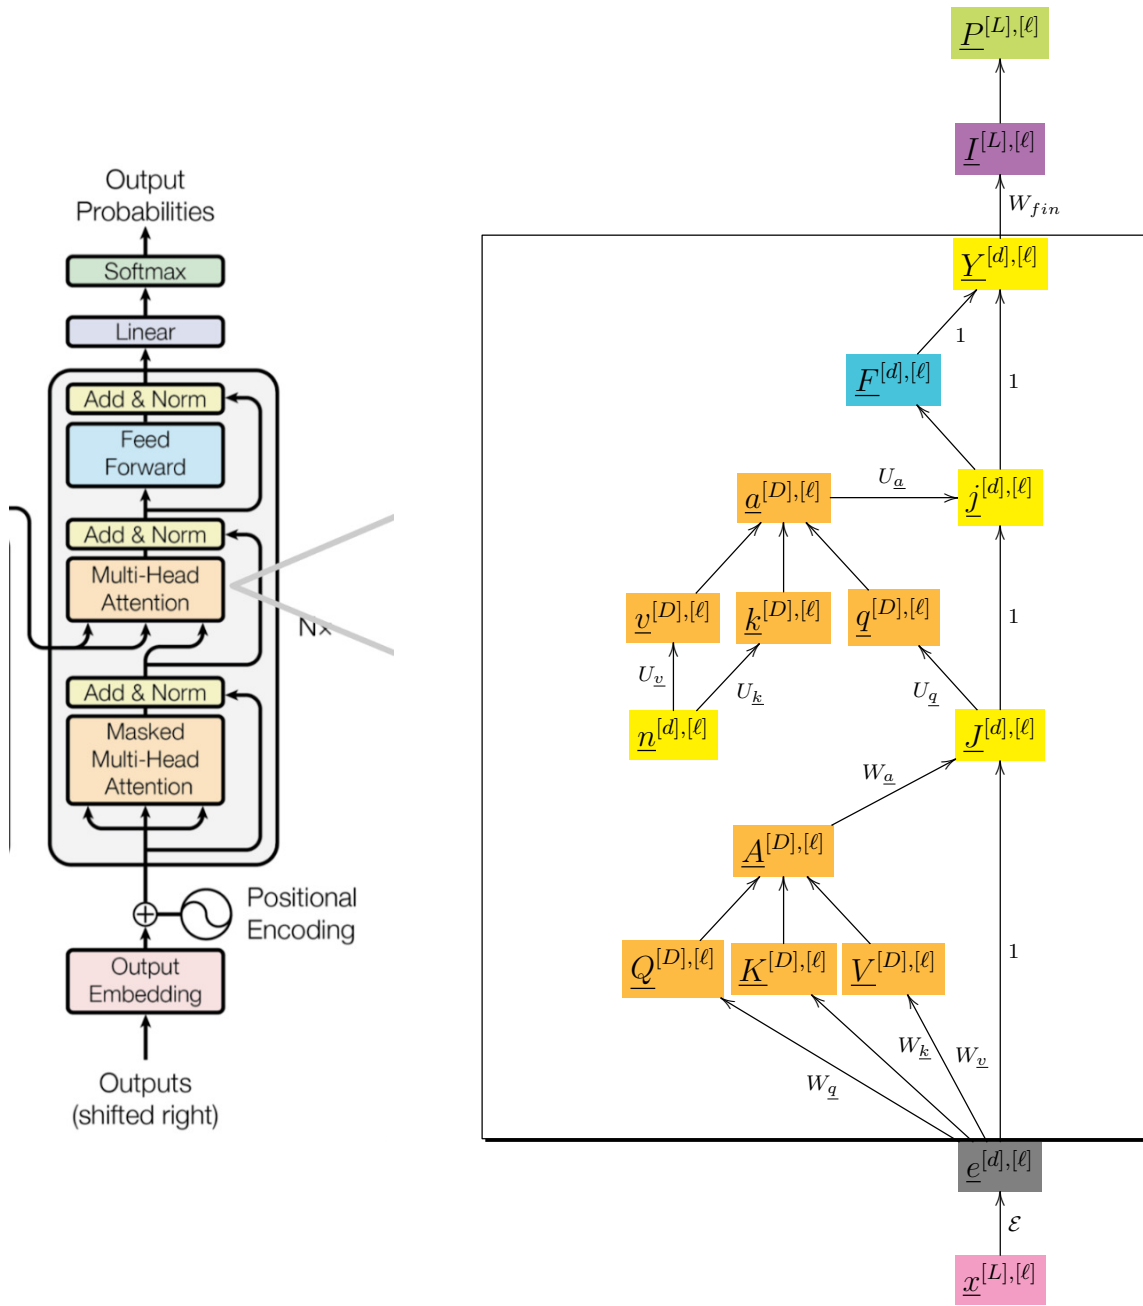 Output
Probabilities
Softmax
Linear
Add & Norm
Feed
Forward
Add & Norm
Multi-Head
Attention
N×
Add & Norm
Masked
Multi-Head
Attention
Positional
Encoding
Output
Embedding
Outputs
(shifted right)
P^{[L],[ℓ]}
I^{[L],[ℓ]}
W_{fin}
Y^{[d],[ℓ]}
1
F^{[d],[ℓ]}
1
a^{[D],[ℓ]}
U_a
j^{[d],[ℓ]}
v^{[D],[ℓ]}
k^{[D],[ℓ]}
q^{[D],[ℓ]}
1
U_v
U_k
U_q
n^{[d],[ℓ]}
J^{[d],[ℓ]}
W_a
A^{[D],[ℓ]}
Q^{[D],[ℓ]}
K^{[D],[ℓ]}
V^{[D],[ℓ]}
1
W_q
W_k
W_v
e^{[d],[ℓ]}
ℰ
x^{[L],[ℓ]}